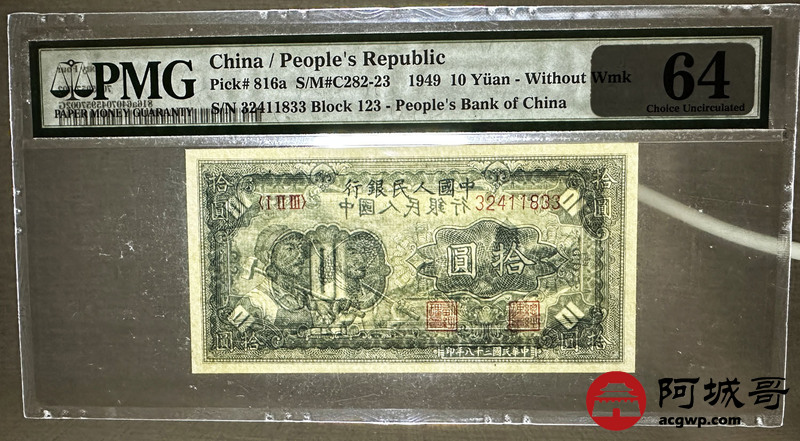 PMG
PAPER MONEY GUARANTY
China / People's Republic
Pick# 816a S/M#C282-23 1949 10 Yüan - Without Wmk
S/N 32411833 Block 123 - People's Bank of China
64
Choice Uncirculated
行銀民人國中
〈I II III〉
32411833
拾圓
拾圓
圓拾
拾圓
拾圓
中華民國三十八年印
阿城哥
acgwp.com